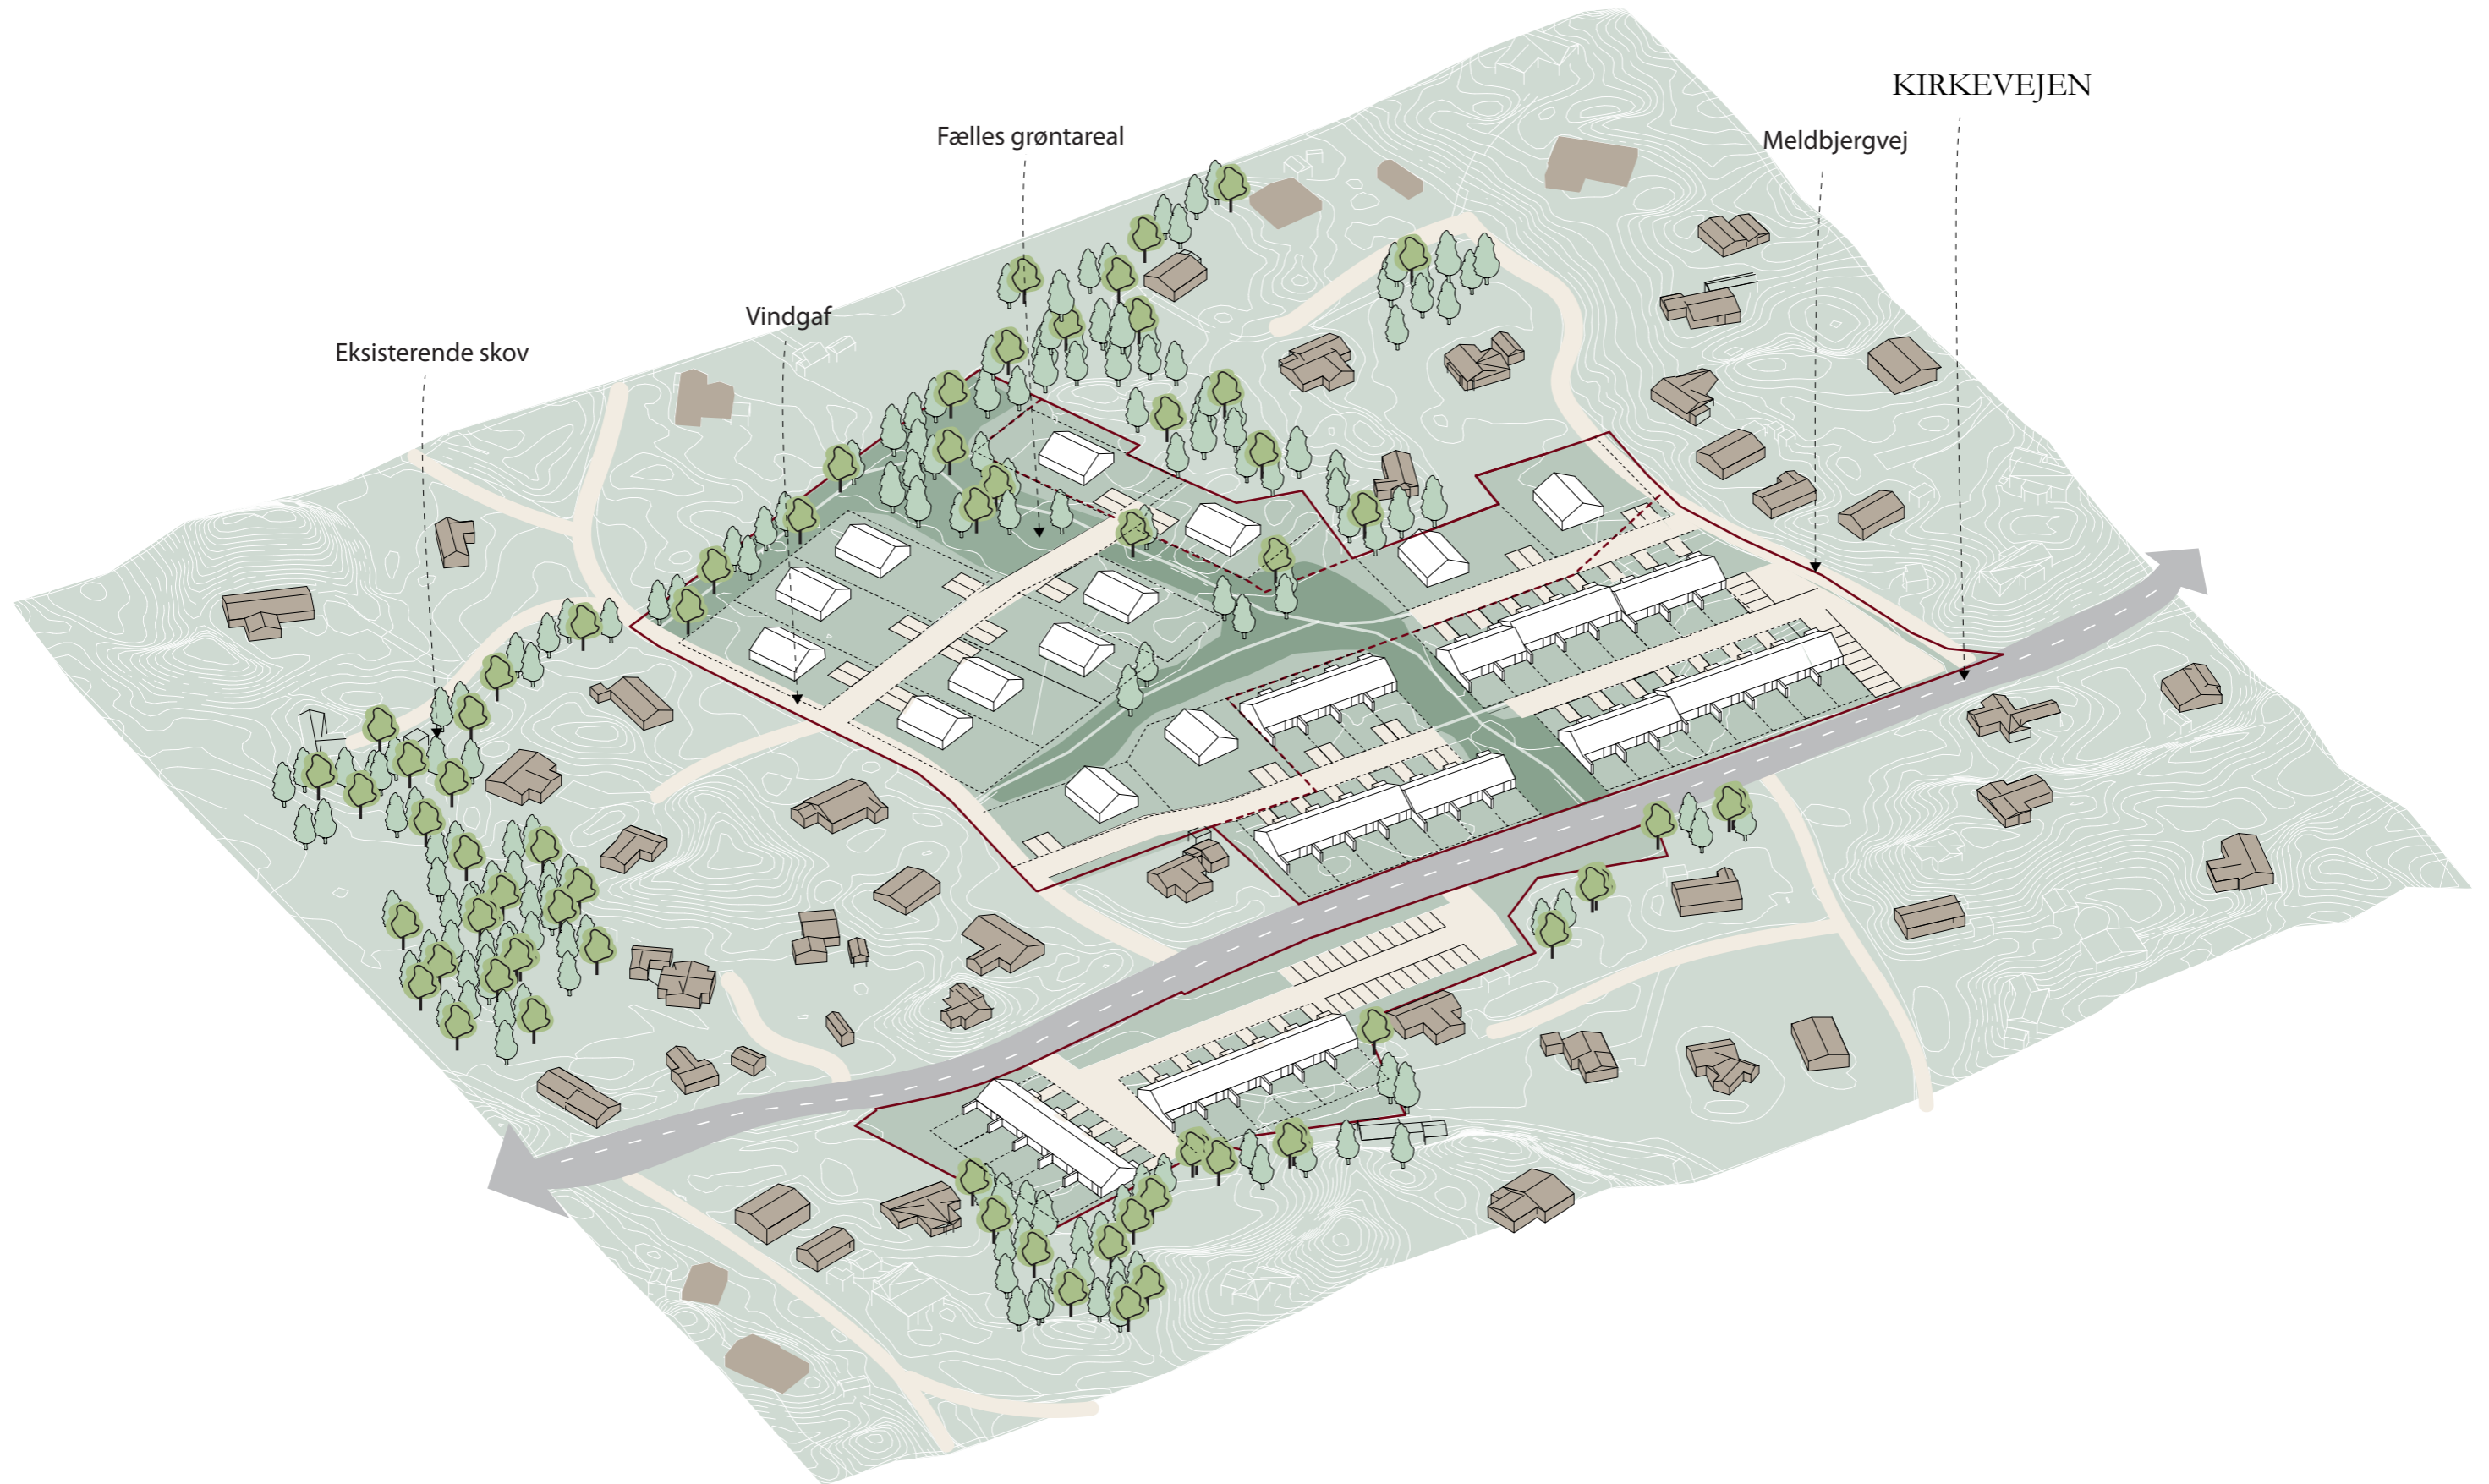 KIRKEVEJEN
Fælles grøntareal
Meldbjergvej
Vindgaf
Eksisterende skov